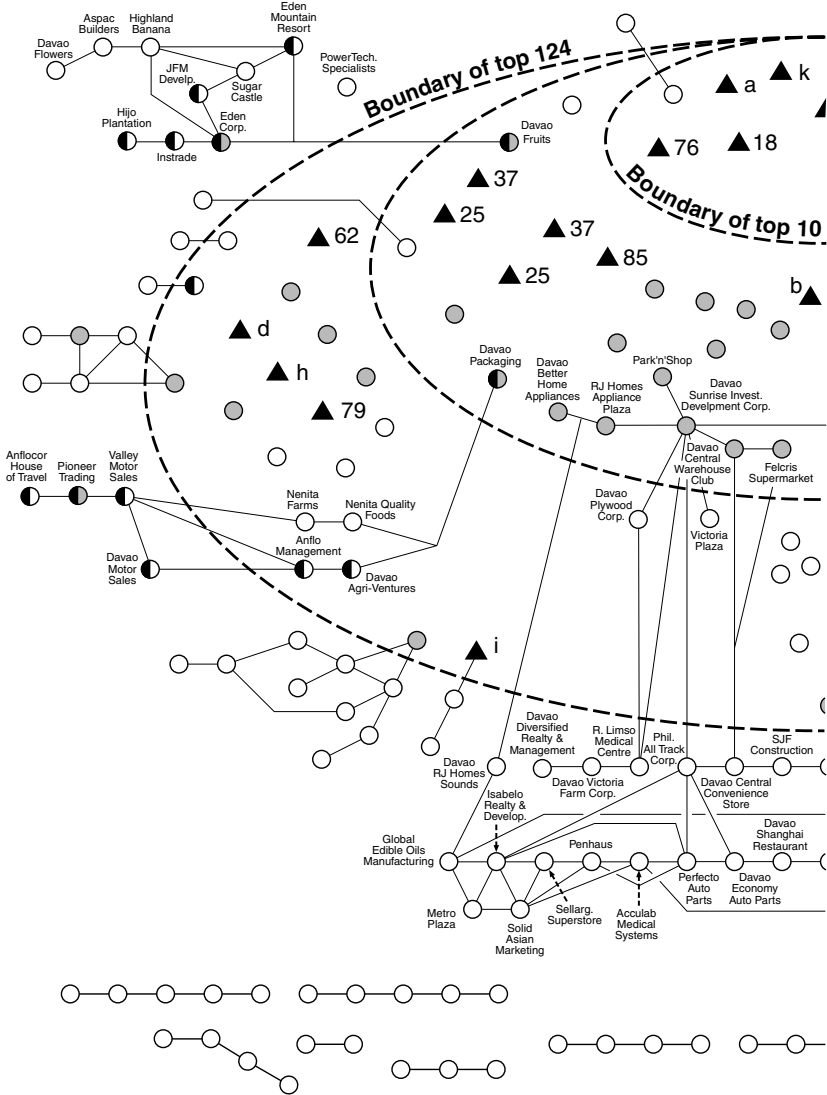 Eden
Mountain
Resort
Aspac
Builders
Highland
Banana
Davao
Flowers
JFM
Develp.
Sugar
Castle
PowerTech.
Specialists
Boundary of top 124
a
k
Hijo
Plantation
Eden
Corp.
Instrade
Davao
Fruits
76
18
37
Boundary of top 10
25
62
37
85
25
b
d
h
79
Davao
Packaging
Davao
Better
Home
Appliances
RJ Homes
Appliance
Plaza
Park'n'Shop
Davao
Sunrise Invest.
Develpment Corp.
Davao
Central
Warehouse
Club
Felcris
Supermarket
Anflocor
House
of Travel
Pioneer
Trading
Valley
Motor
Sales
Nenita
Farms
Nenita Quality
Foods
Davao
Plywood
Corp.
Victoria
Plaza
Anflo
Management
Davao
Motor
Sales
Davao
Agri-Ventures
i
Davao
Diversified
Realty &
Management
R. Limso
Medical
Centre
Phil.
All Track
Corp.
SJF
Construction
Davao
RJ Homes
Sounds
Davao Victoria
Farm Corp.
Davao Central
Convenience
Store
Isabelo
Realty &
Develop.
Global
Edible Oils
Manufacturing
Penhaus
Davao
Shanghai
Restaurant
Perfecto
Auto
Parts
Davao
Economy
Auto Parts
Metro
Plaza
Solid
Asian
Marketing
Sellarg.
Superstore
Acculab
Medical
Systems